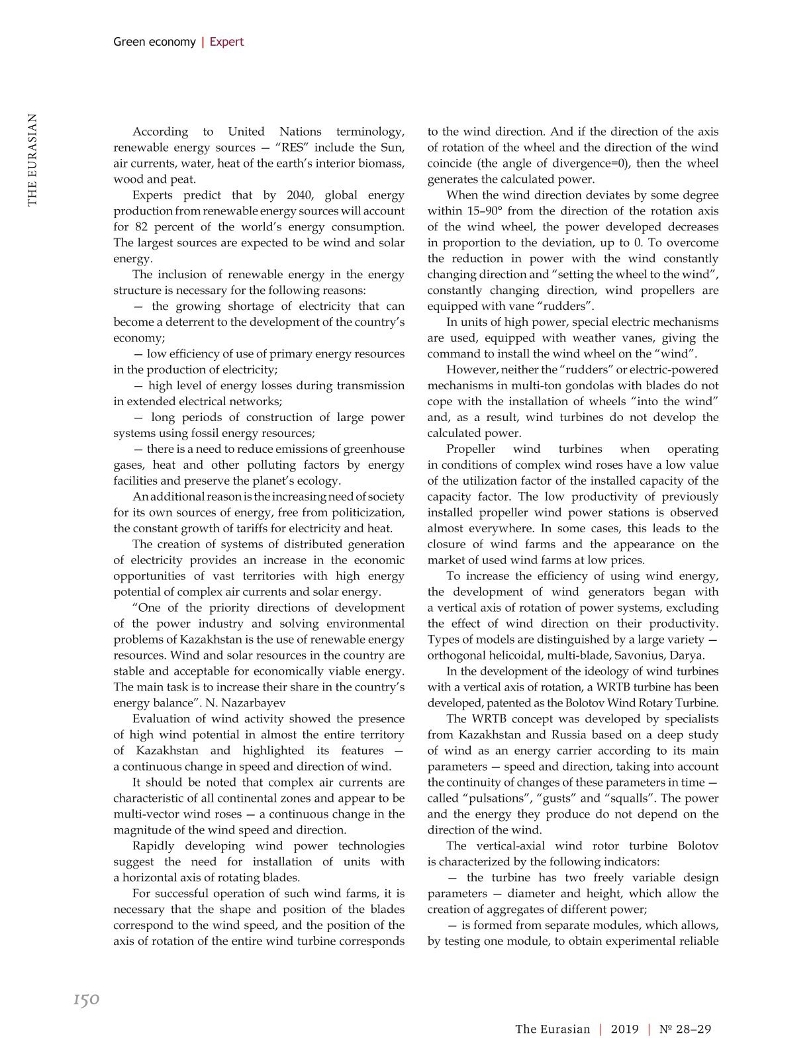 Green economy | Expert
THE EURASIAN
According to United Nations terminology,
renewable energy sources — “RES” include the Sun,
air currents, water, heat of the earth’s interior biomass,
wood and peat.
Experts predict that by 2040, global energy
production from renewable energy sources will account
for 82 percent of the world’s energy consumption.
The largest sources are expected to be wind and solar
energy.
The inclusion of renewable energy in the energy
structure is necessary for the following reasons:
— the growing shortage of electricity that can
become a deterrent to the development of the country’s
economy;
— low efficiency of use of primary energy resources
in the production of electricity;
— high level of energy losses during transmission
in extended electrical networks;
— long periods of construction of large power
systems using fossil energy resources;
— there is a need to reduce emissions of greenhouse
gases, heat and other polluting factors by energy
facilities and preserve the planet’s ecology.
An additional reason is the increasing need of society
for its own sources of energy, free from politicization,
the constant growth of tariffs for electricity and heat.
The creation of systems of distributed generation
of electricity provides an increase in the economic
opportunities of vast territories with high energy
potential of complex air currents and solar energy.
“One of the priority directions of development
of the power industry and solving environmental
problems of Kazakhstan is the use of renewable energy
resources. Wind and solar resources in the country are
stable and acceptable for economically viable energy.
The main task is to increase their share in the country’s
energy balance”. N. Nazarbayev
Evaluation of wind activity showed the presence
of high wind potential in almost the entire territory
of Kazakhstan and highlighted its features —
a continuous change in speed and direction of wind.
It should be noted that complex air currents are
characteristic of all continental zones and appear to be
multi-vector wind roses — a continuous change in the
magnitude of the wind speed and direction.
Rapidly developing wind power technologies
suggest the need for installation of units with
a horizontal axis of rotating blades.
For successful operation of such wind farms, it is
necessary that the shape and position of the blades
correspond to the wind speed, and the position of the
axis of rotation of the entire wind turbine corresponds
to the wind direction. And if the direction of the axis
of rotation of the wheel and the direction of the wind
coincide (the angle of divergence=0), then the wheel
generates the calculated power.
When the wind direction deviates by some degree
within 15–90° from the direction of the rotation axis
of the wind wheel, the power developed decreases
in proportion to the deviation, up to 0. To overcome
the reduction in power with the wind constantly
changing direction and “setting the wheel to the wind”,
constantly changing direction, wind propellers are
equipped with vane “rudders”.
In units of high power, special electric mechanisms
are used, equipped with weather vanes, giving the
command to install the wind wheel on the “wind”.
However, neither the “rudders” or electric-powered
mechanisms in multi-ton gondolas with blades do not
cope with the installation of wheels “into the wind”
and, as a result, wind turbines do not develop the
calculated power.
Propeller wind turbines when operating
in conditions of complex wind roses have a low value
of the utilization factor of the installed capacity of the
capacity factor. The low productivity of previously
installed propeller wind power stations is observed
almost everywhere. In some cases, this leads to the
closure of wind farms and the appearance on the
market of used wind farms at low prices.
To increase the efficiency of using wind energy,
the development of wind generators began with
a vertical axis of rotation of power systems, excluding
the effect of wind direction on their productivity.
Types of models are distinguished by a large variety —
orthogonal helicoidal, multi-blade, Savonius, Darya.
In the development of the ideology of wind turbines
with a vertical axis of rotation, a WRTB turbine has been
developed, patented as the Bolotov Wind Rotary Turbine.
The WRTB concept was developed by specialists
from Kazakhstan and Russia based on a deep study
of wind as an energy carrier according to its main
parameters — speed and direction, taking into account
the continuity of changes of these parameters in time —
called “pulsations”, “gusts” and “squalls”. The power
and the energy they produce do not depend on the
direction of the wind.
The vertical-axial wind rotor turbine Bolotov
is characterized by the following indicators:
— the turbine has two freely variable design
parameters — diameter and height, which allow the
creation of aggregates of different power;
— is formed from separate modules, which allows,
by testing one module, to obtain experimental reliable
150
The Eurasian | 2019 | № 28–29